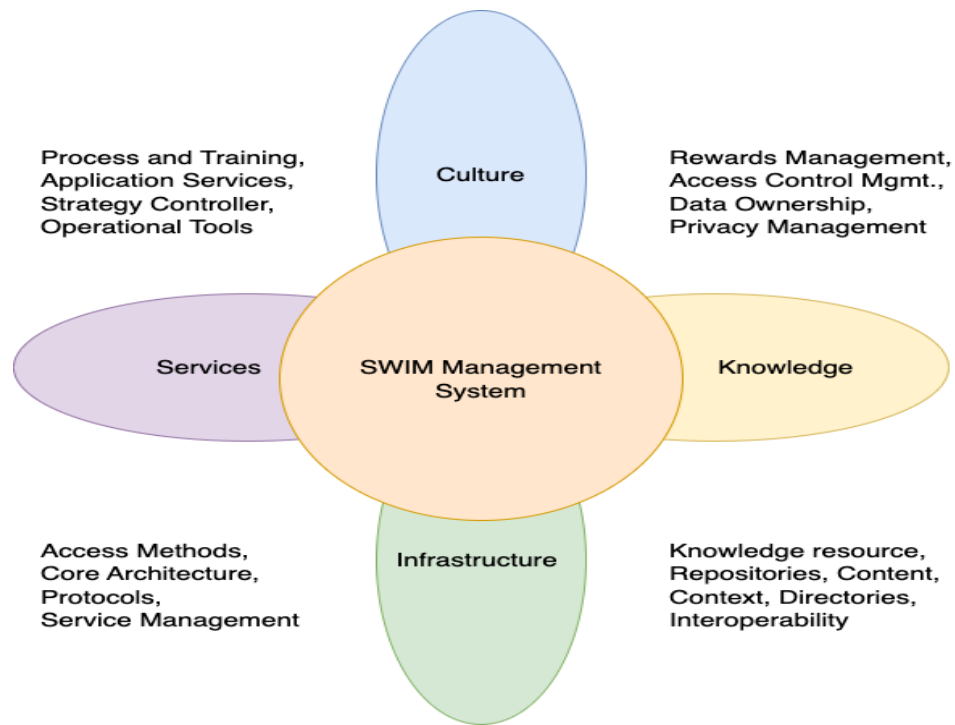 Culture
Process and Training,
Application Services,
Strategy Controller,
Operational Tools
Rewards Management,
Access Control Mgmt.,
Data Ownership,
Privacy Management
Services
SWIM Management
System
Knowledge
Infrastructure
Access Methods,
Core Architecture,
Protocols,
Service Management
Knowledge resource,
Repositories, Content,
Context, Directories,
Interoperability